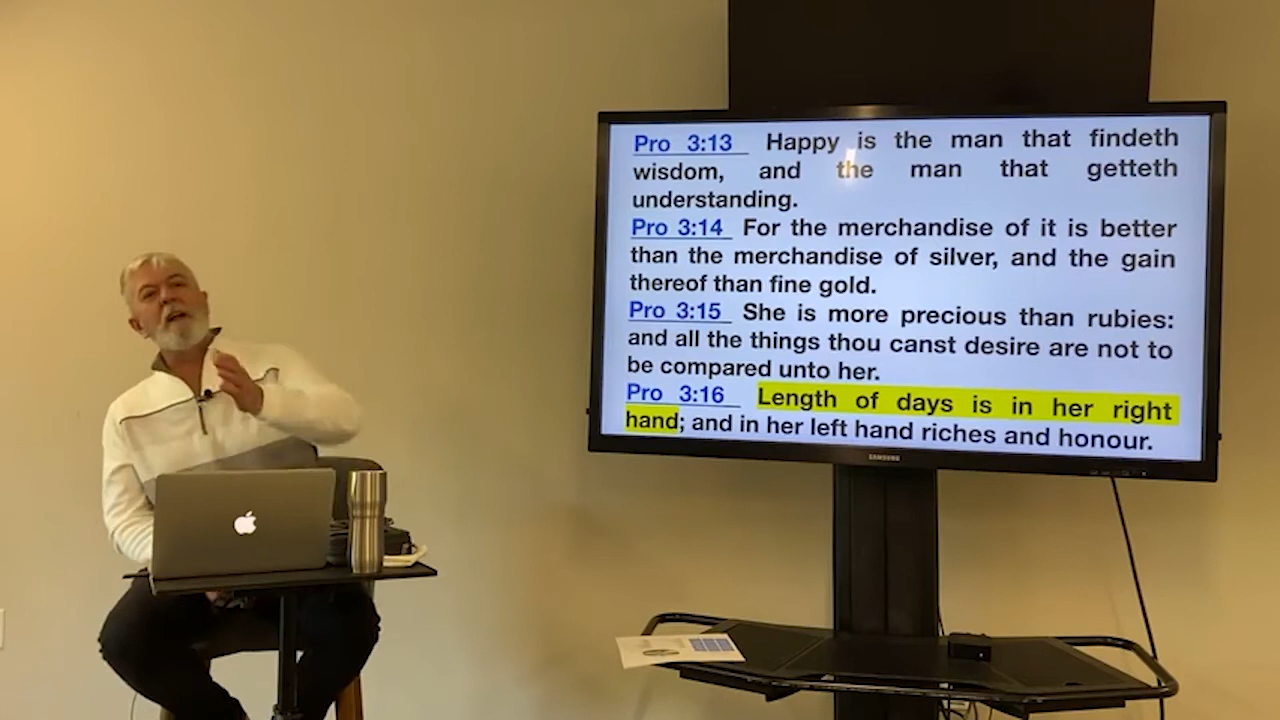 Pro 3:13 Happy is the man that findeth
wisdom, and the man that getteth
understanding.
Pro 3:14 For the merchandise of it is better
than the merchandise of silver, and the gain
thereof than fine gold.
Pro 3:15 She is more precious than rubies:
and all the things thou canst desire are not to
be compared unto her.
Pro 3:16 Length of days is in her right
hand; and in her left hand riches and honour.
SAMSUNG